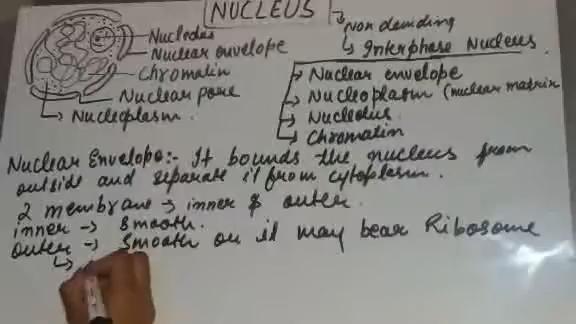 NUCLEUS
Non deviding
Interphase Nucleus.
Nucleolus
Nuclear envelope
Chromatin
Nuclear pore
Nucleoplasm.
Nuclear envelope
Nucleoplasm (nuclear matrix
Nucleolus
Chromatin
Nuclear Envelope:- It bounds the nucleus from
outside and separate it from cytoplasm.
2 membrane → inner & outer.
inner → smooth.
outer → smooth or it may bear Ribosome